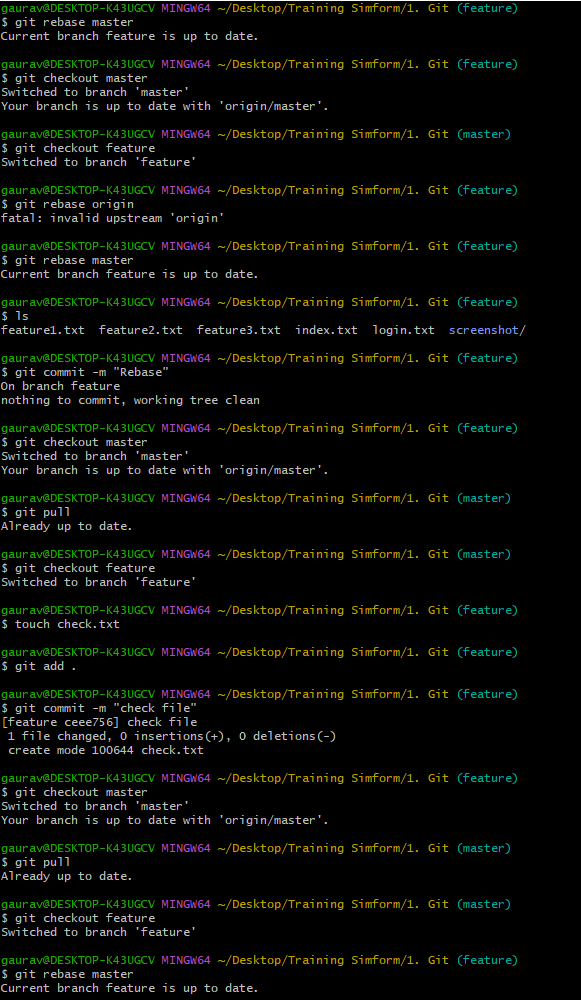 gaurav@DESKTOP-K43UGCV MINGW64 ~/Desktop/Training Simform/1. Git (feature)
$ git rebase master
Current branch feature is up to date.
gaurav@DESKTOP-K43UGCV MINGW64 ~/Desktop/Training Simform/1. Git (feature)
$ git checkout master
Switched to branch 'master'
Your branch is up to date with 'origin/master'.
gaurav@DESKTOP-K43UGCV MINGW64 ~/Desktop/Training Simform/1. Git (master)
$ git checkout feature
Switched to branch 'feature'
gaurav@DESKTOP-K43UGCV MINGW64 ~/Desktop/Training Simform/1. Git (feature)
$ git rebase origin
fatal: invalid upstream 'origin'
gaurav@DESKTOP-K43UGCV MINGW64 ~/Desktop/Training Simform/1. Git (feature)
$ git rebase master
Current branch feature is up to date.
gaurav@DESKTOP-K43UGCV MINGW64 ~/Desktop/Training Simform/1. Git (feature)
$ ls
feature1.txt  feature2.txt  feature3.txt  index.txt  login.txt  screenshot/
gaurav@DESKTOP-K43UGCV MINGW64 ~/Desktop/Training Simform/1. Git (feature)
$ git commit -m "Rebase"
On branch feature
nothing to commit, working tree clean
gaurav@DESKTOP-K43UGCV MINGW64 ~/Desktop/Training Simform/1. Git (feature)
$ git checkout master
Switched to branch 'master'
Your branch is up to date with 'origin/master'.
gaurav@DESKTOP-K43UGCV MINGW64 ~/Desktop/Training Simform/1. Git (master)
$ git pull
Already up to date.
gaurav@DESKTOP-K43UGCV MINGW64 ~/Desktop/Training Simform/1. Git (master)
$ git checkout feature
Switched to branch 'feature'
gaurav@DESKTOP-K43UGCV MINGW64 ~/Desktop/Training Simform/1. Git (feature)
$ touch check.txt
gaurav@DESKTOP-K43UGCV MINGW64 ~/Desktop/Training Simform/1. Git (feature)
$ git add .
gaurav@DESKTOP-K43UGCV MINGW64 ~/Desktop/Training Simform/1. Git (feature)
$ git commit -m "check file"
[feature ceee756] check file
 1 file changed, 0 insertions(+), 0 deletions(-)
 create mode 100644 check.txt
gaurav@DESKTOP-K43UGCV MINGW64 ~/Desktop/Training Simform/1. Git (feature)
$ git checkout master
Switched to branch 'master'
Your branch is up to date with 'origin/master'.
gaurav@DESKTOP-K43UGCV MINGW64 ~/Desktop/Training Simform/1. Git (master)
$ git pull
Already up to date.
gaurav@DESKTOP-K43UGCV MINGW64 ~/Desktop/Training Simform/1. Git (master)
$ git checkout feature
Switched to branch 'feature'
gaurav@DESKTOP-K43UGCV MINGW64 ~/Desktop/Training Simform/1. Git (feature)
$ git rebase master
Current branch feature is up to date.